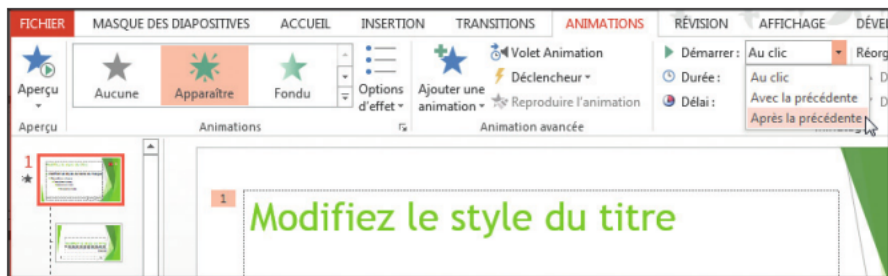 FICHIER MASQUE DES DIAPOSITIVES ACCUEIL INSERTION TRANSITIONS ANIMATIONS RÉVISION AFFICHAGE DÉVE
Aperçu
Aucune Apparaître Fondu
Options d'effet
Ajouter une animation
Volet Animation
Déclencheur
Reproduire l'animation
Démarrer : Au clic Réorg
Durée :
Délai :
Au clic
Avec la précédente
Après la précédente
Aperçu Animations Animation avancée
1
1
Modifiez le style du titre